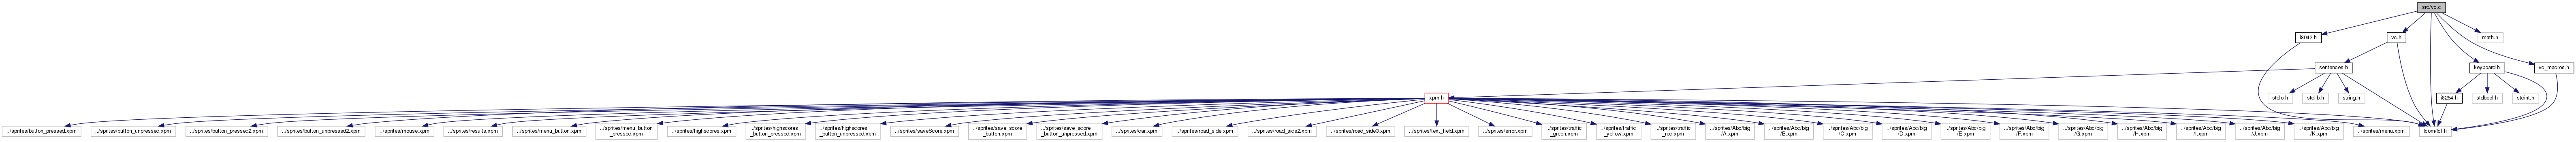 src/vc.c
i8042.h
vc.h
math.h
sentences.h
keyboard.h
vc_macros.h
xpm.h
stdio.h
stdlib.h
string.h
i8254.h
stdbool.h
stdint.h
../sprites/button_pressed.xpm
../sprites/button_unpressed.xpm
../sprites/button_pressed2.xpm
../sprites/button_unpressed2.xpm
../sprites/mouse.xpm
../sprites/results.xpm
../sprites/menu_button.xpm
../sprites/menu_button
_pressed.xpm
../sprites/highscores.xpm
../sprites/highscores
_button_pressed.xpm
../sprites/highscores
_button_unpressed.xpm
../sprites/saveScore.xpm
../sprites/save_score
_button.xpm
../sprites/save_score
_button_unpressed.xpm
../sprites/car.xpm
../sprites/road_side.xpm
../sprites/road_side2.xpm
../sprites/road_side3.xpm
../sprites/text_field.xpm
../sprites/error.xpm
../sprites/traffic
_green.xpm
../sprites/traffic
_yellow.xpm
../sprites/traffic
_red.xpm
../sprites/Abc/big
/A.xpm
../sprites/Abc/big
/B.xpm
../sprites/Abc/big
/C.xpm
../sprites/Abc/big
/D.xpm
../sprites/Abc/big
/E.xpm
../sprites/Abc/big
/F.xpm
../sprites/Abc/big
/G.xpm
../sprites/Abc/big
/H.xpm
../sprites/Abc/big
/I.xpm
../sprites/Abc/big
/J.xpm
../sprites/Abc/big
/K.xpm
../sprites/menu.xpm
lcom/lcf.h